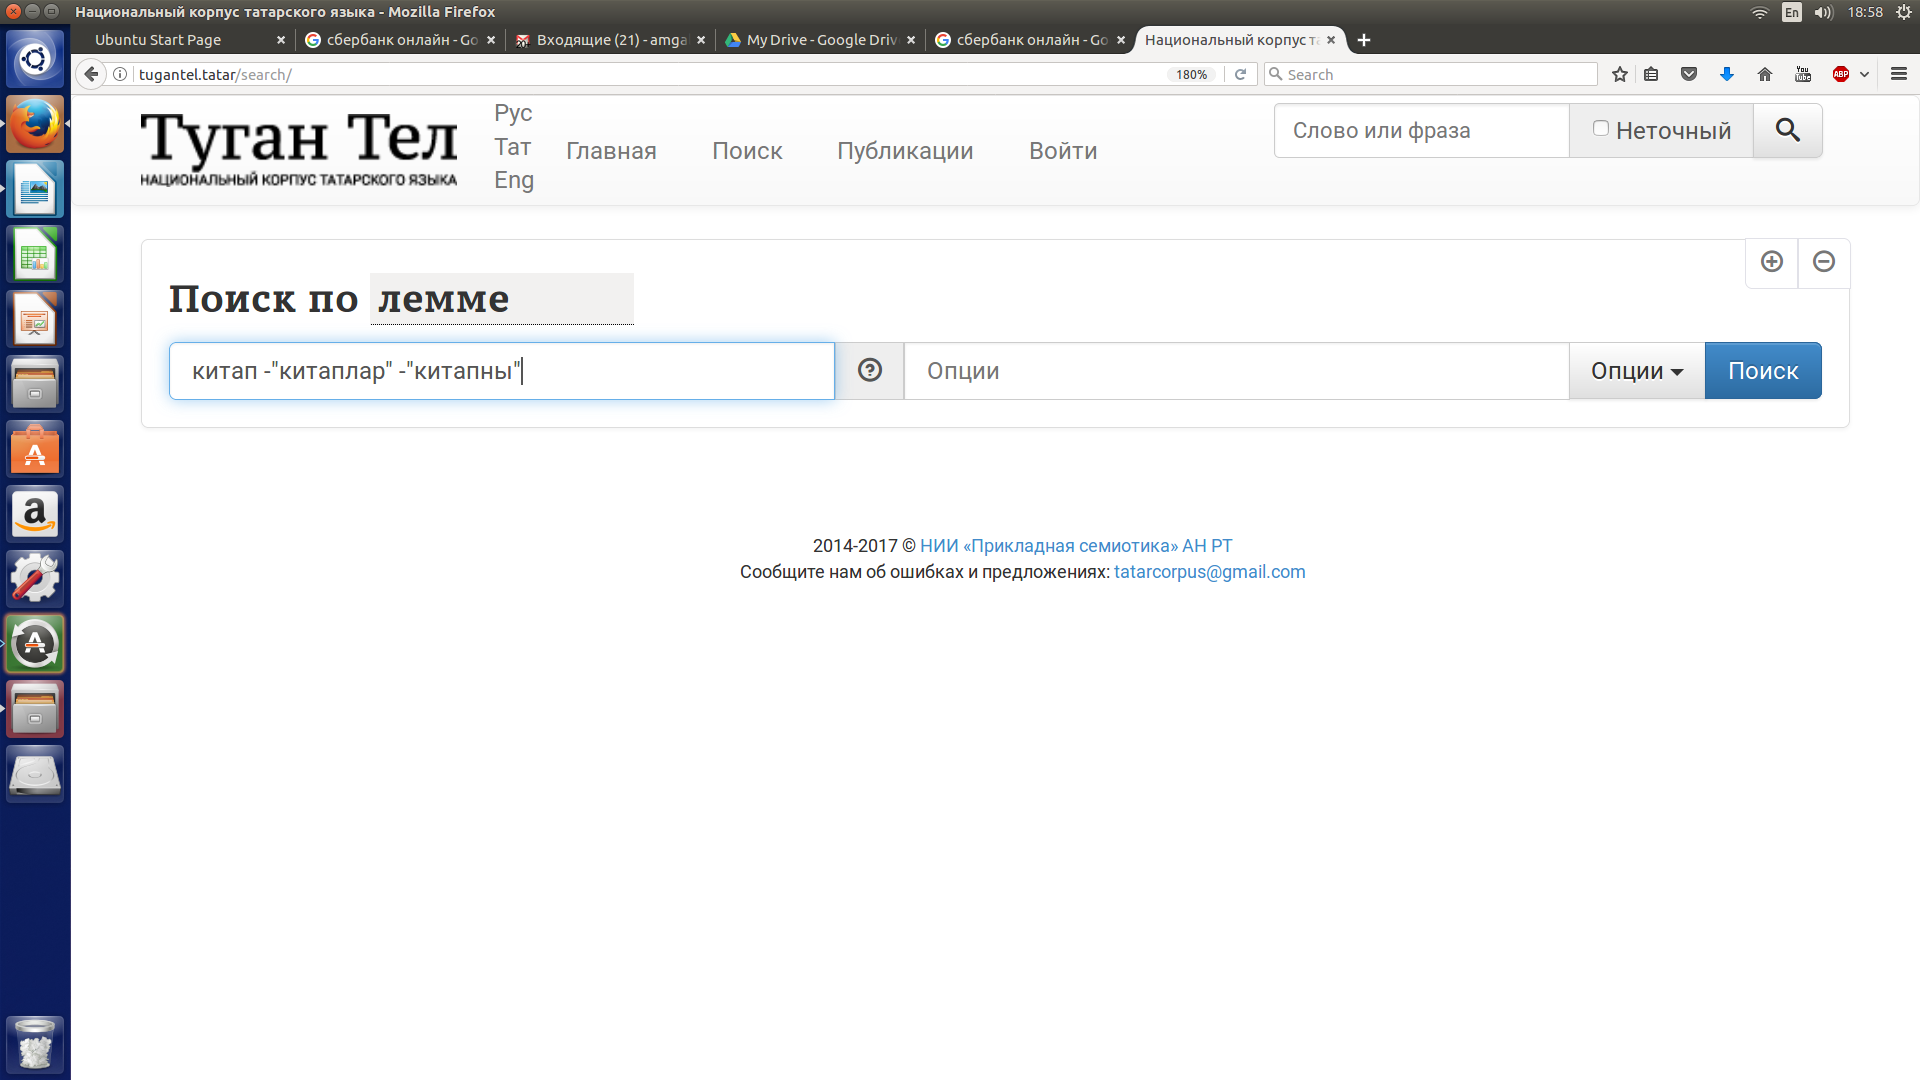 Национальный корпус татарского языка - Mozilla Firefox
En
18:58
Ubuntu Start Page
сбербанк онлайн - Go
Входящие (21) - amga
My Drive - Google Driv
сбербанк онлайн - Go
Национальный корпус т
tugantel.tatar/search/
180%
Search
You
Tube
ABP
Туган Тел
НАЦИОНАЛЬНЫЙ КОРПУС ТАТАРСКОГО ЯЗЫКА
Рус
Тат
Eng
Главная
Поиск
Публикации
Войти
Слово или фраза
Неточный
Поиск по лемме
китап -"китаплар" -"китапны"
Опции
Опции
Поиск
2014-2017 © НИИ «Прикладная семиотика» АН РТ
Сообщите нам об ошибках и предложениях: tatarcorpus@gmail.com